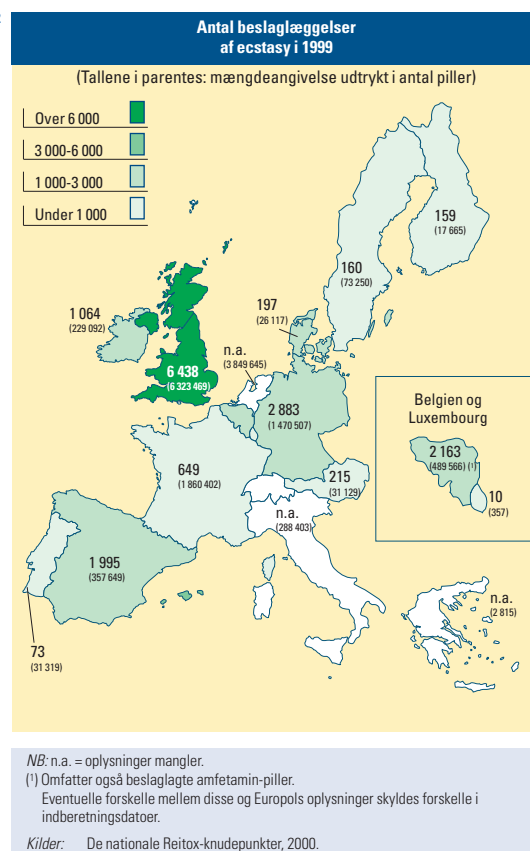 Antal beslaglæggelser
af ecstasy i 1999
(Tallene i parentes: mængdeangivelse udtrykt i antal piller)
Over 6 000
3 000-6 000
1 000-3 000
Under 1 000
159
(17 665)
160
(73 250)
197
(26 117)
1 064
(229 092)
n.a.
(3 849 645)
6 438
(6 323 469)
2 883
(1 470 507)
Belgien og
Luxembourg
2 163
(489 566) (¹)
10
(357)
649
(1 860 402)
215
(31 129)
n.a.
(288 403)
1 995
(357 649)
n.a.
(2 815)
73
(31 319)
NB: n.a. = oplysninger mangler.
(¹) Omfatter også beslaglagte amfetamin-piller.
Eventuelle forskelle mellem disse og Europols oplysninger skyldes forskelle i
indberetningsdatoer.
Kilder: De nationale Reitox-knudepunkter, 2000.